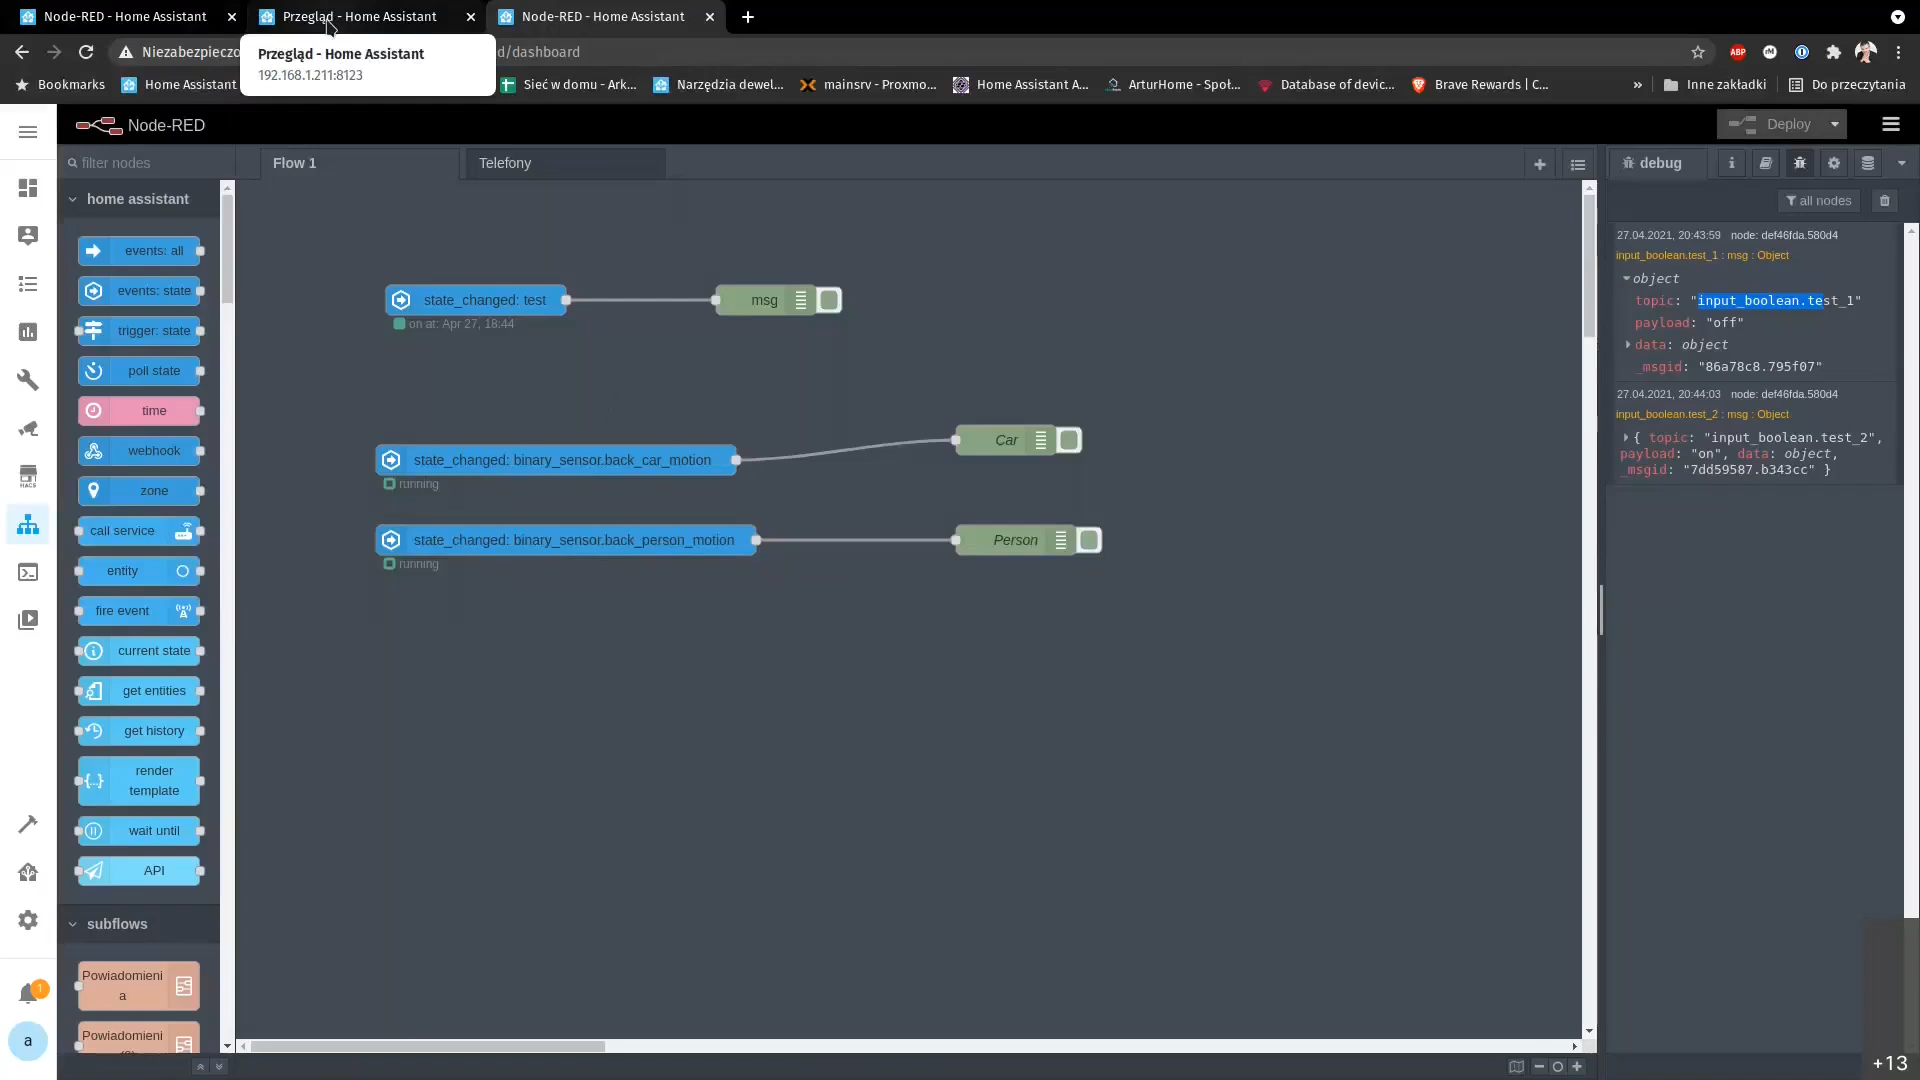 Node-RED - Home Assistant
Przegląd - Home Assistant
Node-RED - Home Assistant
Niezabezpieczo
d/dashboard
Przegląd - Home Assistant
192.168.1.211:8123
ABP
Bookmarks
Home Assistant
Sieć w domu - Ark...
Narzędzia dewel...
mainsrv - Proxmo...
Home Assistant A...
ArturHome - Społ...
Database of devic...
Brave Rewards | C...
»
Inne zakładki
Do przeczytania
Node-RED
Deploy
filter nodes
Flow 1
Telefony
debug
home assistant
all nodes
events: all
events: state
trigger: state
poll state
time
webhook
zone
call service
entity
fire event
current state
get entities
get history
render
template
wait until
API
subflows
Powiadomieni
a
Powiadomieni
HACS
1
a
state_changed: test
on at: Apr 27, 18:44
msg
state_changed: binary_sensor.back_car_motion
running
Car
state_changed: binary_sensor.back_person_motion
running
Person
27.04.2021, 20:43:59 node: def46fda.580d4
input_boolean.test_1 : msg : Object
object
topic: "input_boolean.test_1"
payload: "off"
data: object
_msgid: "86a78c8.795f07"
27.04.2021, 20:44:03 node: def46fda.580d4
input_boolean.test_2 : msg : Object
{ topic: "input_boolean.test_2",
payload: "on", data: object,
_msgid: "7dd59587.b343cc" }
+13